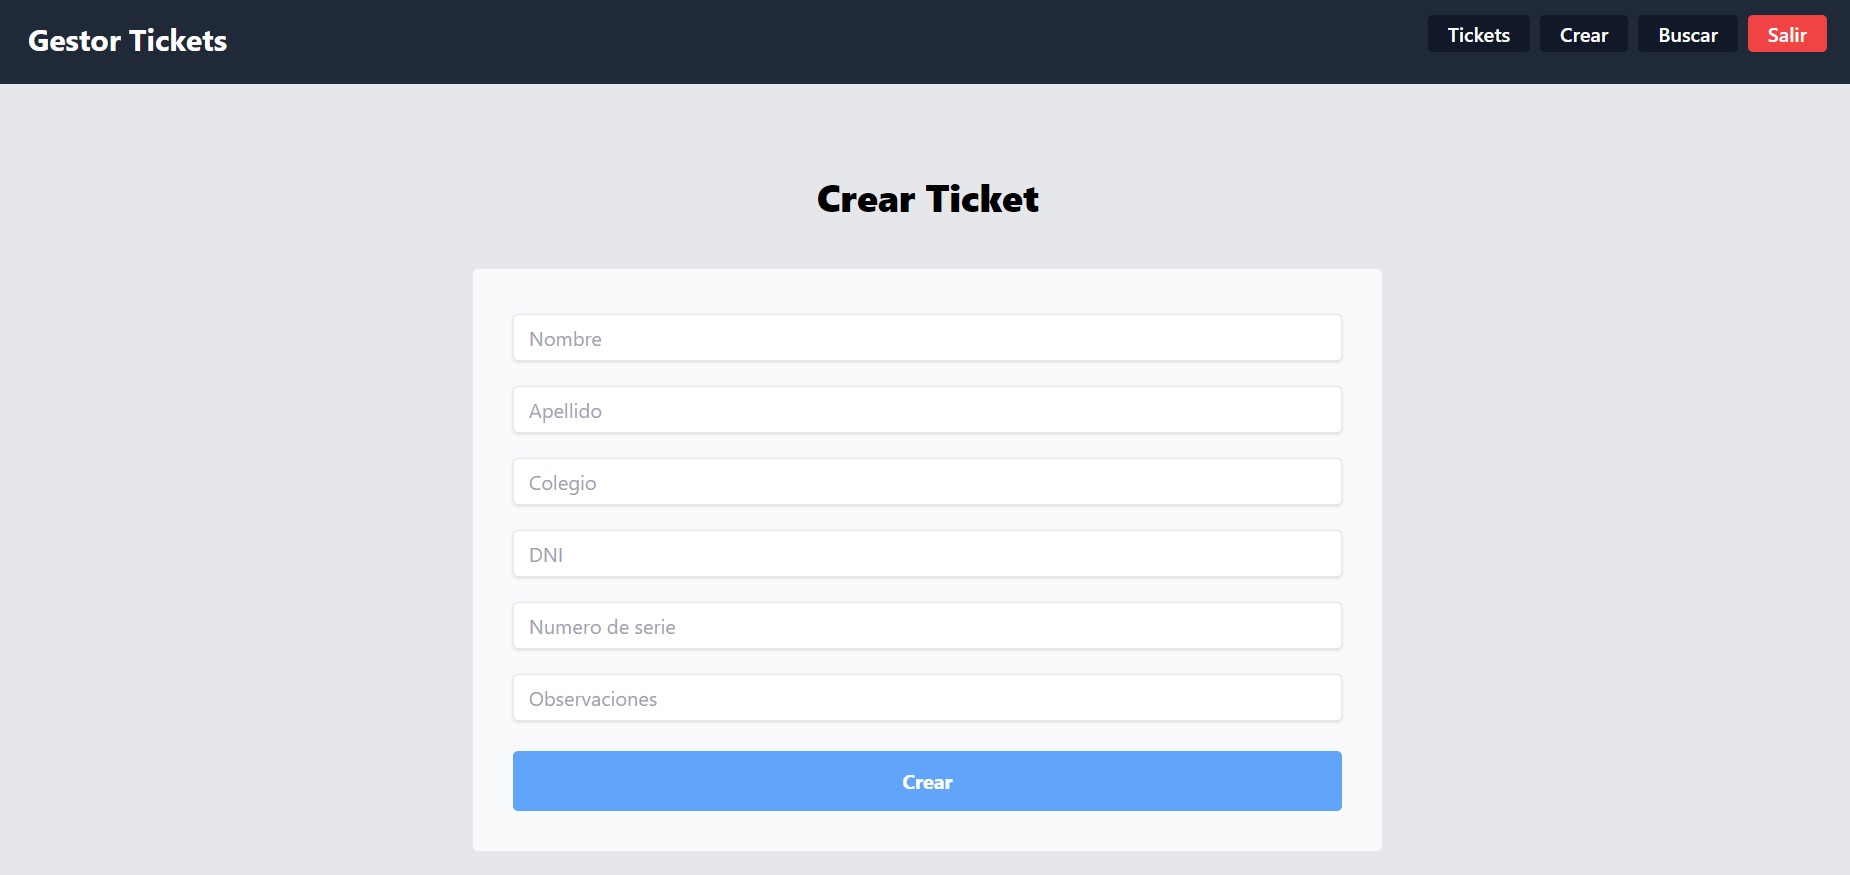 Gestor Tickets
Tickets
Crear
Buscar
Salir
Crear Ticket
Nombre
Apellido
Colegio
DNI
Numero de serie
Observaciones
Crear